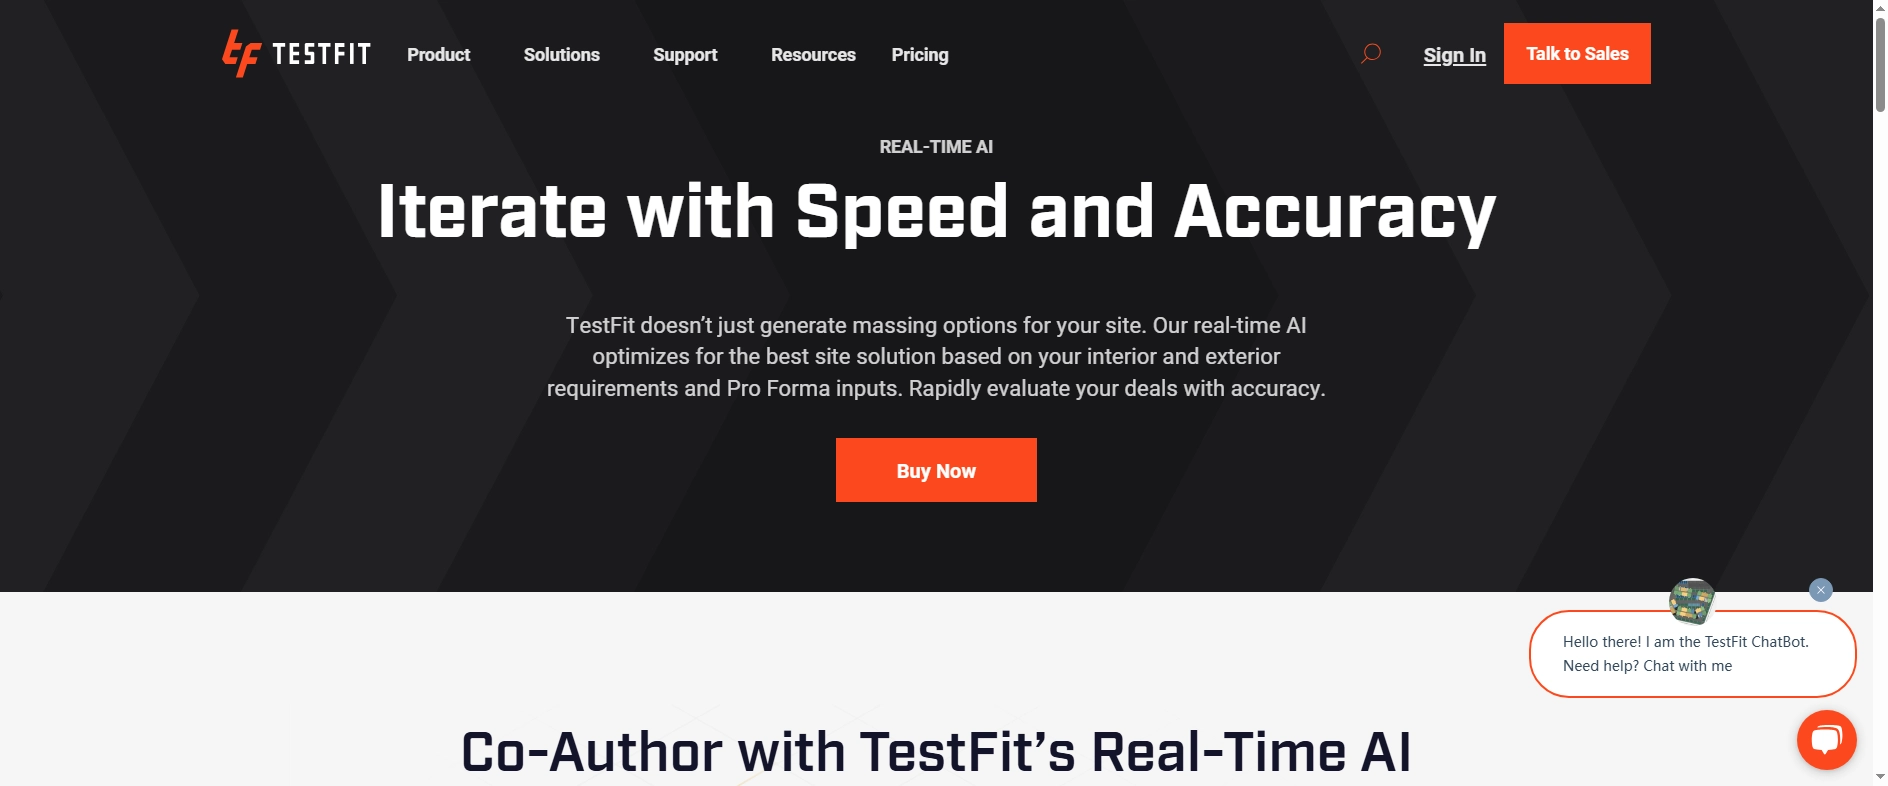 TESTFIT Product Solutions Support Resources Pricing Sign In Talk to Sales
REAL-TIME AI
Iterate with Speed and Accuracy
TestFit doesn’t just generate massing options for your site. Our real-time AI
optimizes for the best site solution based on your interior and exterior
requirements and Pro Forma inputs. Rapidly evaluate your deals with accuracy.
Buy Now
Hello there! I am the TestFit ChatBot.
Need help? Chat with me
Co-Author with TestFit’s Real-Time AI